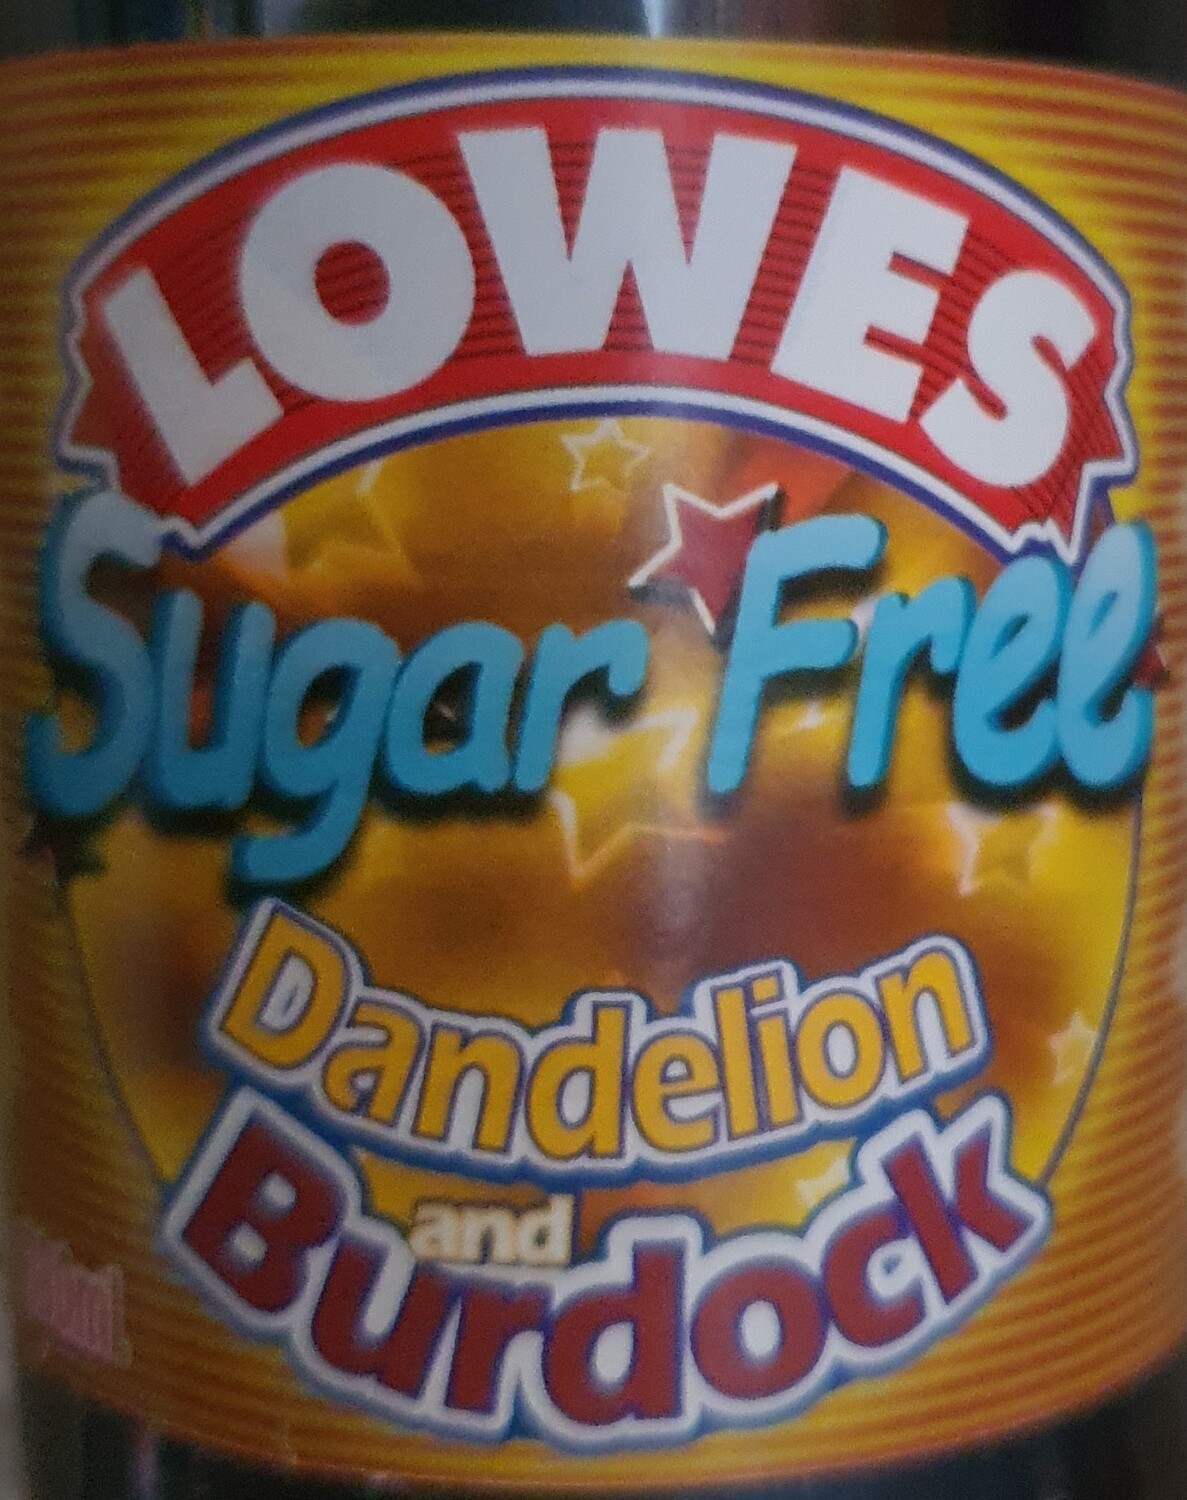 LOWES
Sugar Free
Dandelion
and
Burdock